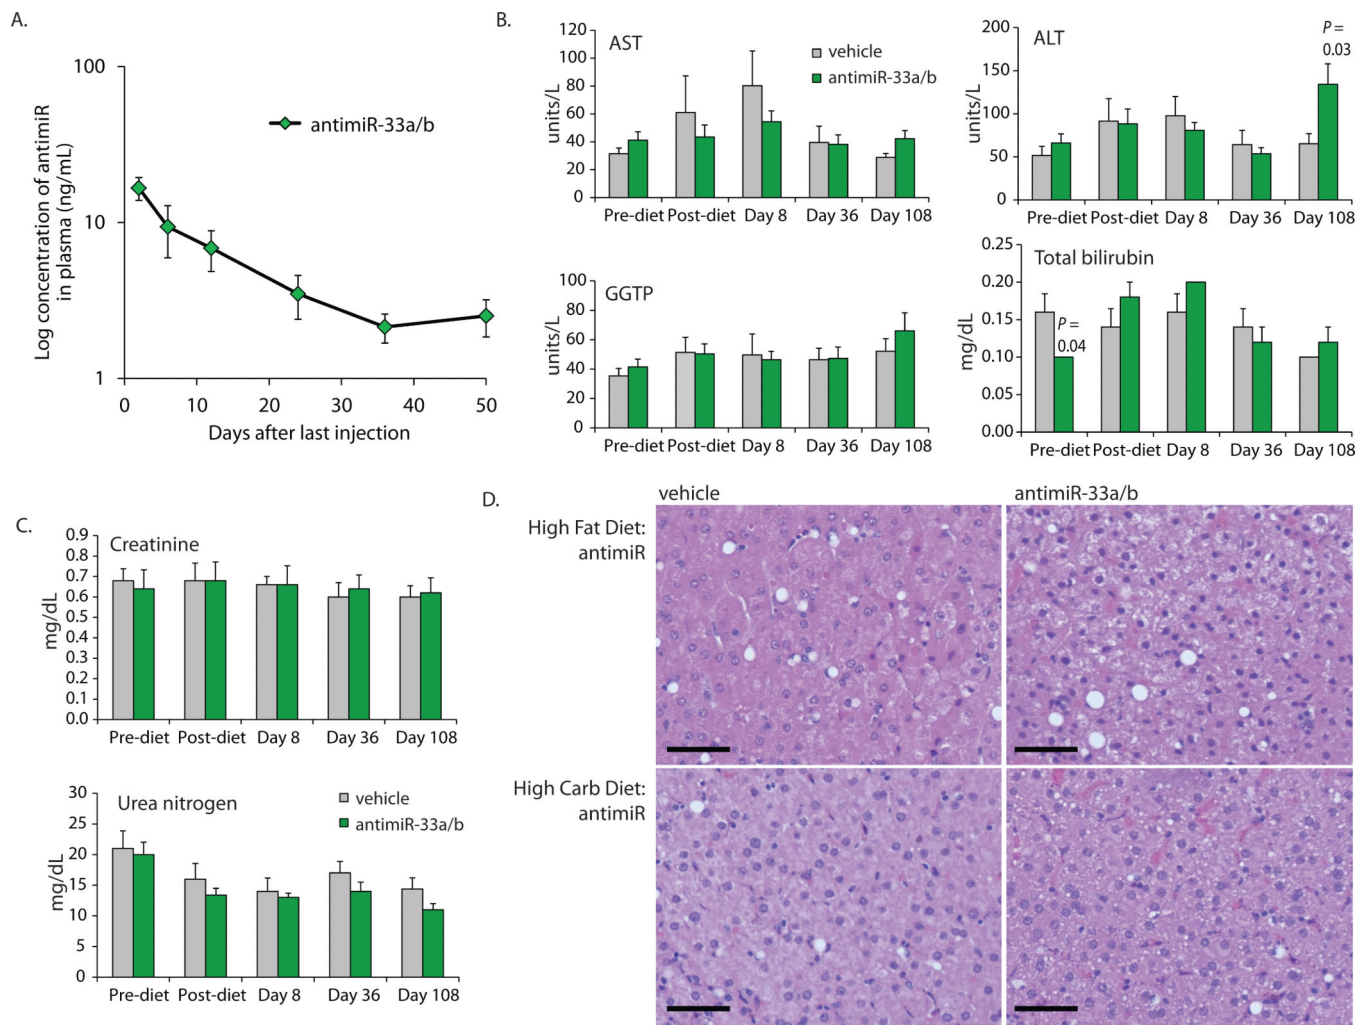 A.
100
10
1
Log concentration of antimiR
in plasma (ng/mL)
antimiR-33a/b
0 10 20 30 40 50
Days after last injection
B.
AST
vehicle
antimiR-33a/b
units/L
120
100
80
60
40
20
0
Pre-diet Post-diet Day 8 Day 36 Day 108
ALT
P =
0.03
units/L
200
150
100
50
0
Pre-diet Post-diet Day 8 Day 36 Day 108
GGTP
units/L
100
80
60
40
20
0
Pre-diet Post-diet Day 8 Day 36 Day 108
Total bilirubin
P =
0.04
mg/dL
0.25
0.20
0.15
0.10
0.05
0.00
Pre-diet Post-diet Day 8 Day 36 Day 108
C.
Creatinine
mg/dL
0.9
0.8
0.7
0.6
0.5
0.4
0.3
0.2
0.1
0.0
Pre-diet Post-diet Day 8 Day 36 Day 108
Urea nitrogen
vehicle
antimiR-33a/b
mg/dL
30
25
20
15
10
5
0
Pre-diet Post-diet Day 8 Day 36 Day 108
D.
vehicle antimiR-33a/b
High Fat Diet:
antimiR
High Carb Diet:
antimiR